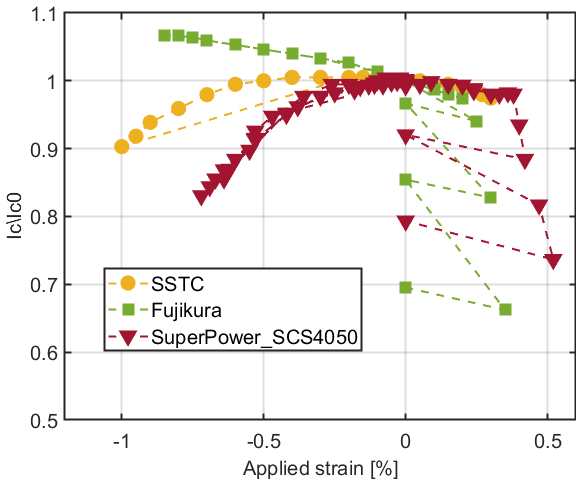 1.1
1
0.9
0.8
0.7
0.6
0.5
Ic\Ic0
SSTC
Fujikura
SuperPower_SCS4050
-1 -0.5 0 0.5
Applied strain [%]